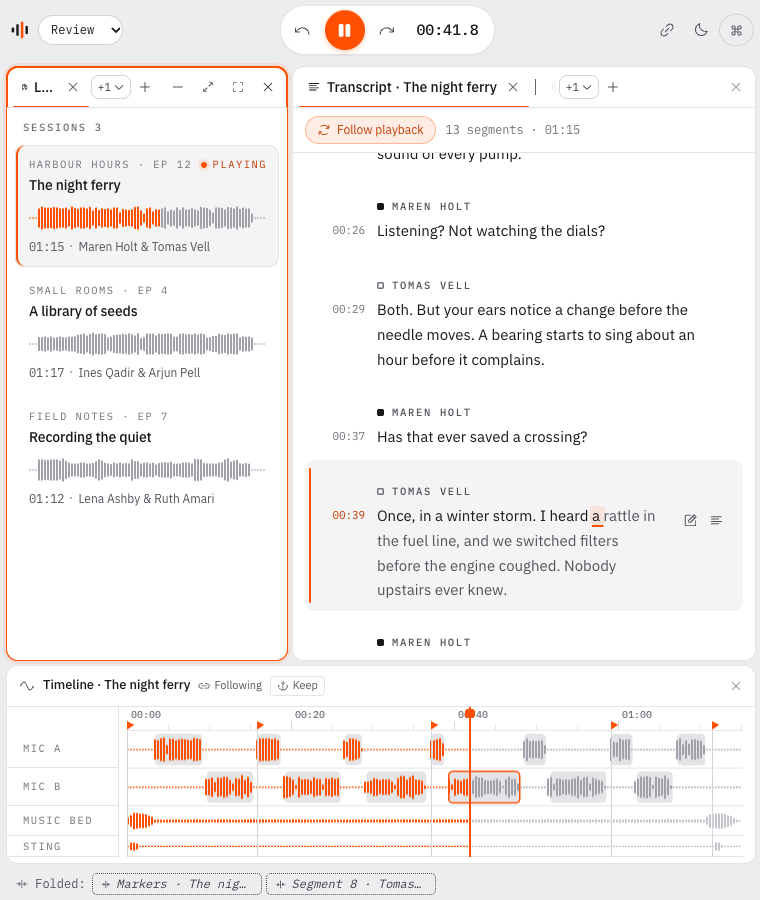 Review
00:41.8
L...
+1
Transcript · The night ferry
+1
SESSIONS 3
Follow playback
13 segments · 01:15
HARBOUR HOURS · EP 12
PLAYING
The night ferry
01:15 · Maren Holt & Tomas Vell
SMALL ROOMS · EP 4
A library of seeds
01:17 · Ines Qadir & Arjun Pell
FIELD NOTES · EP 7
Recording the quiet
01:12 · Lena Ashby & Ruth Amari
sound of every pump.
MAREN HOLT
00:26 Listening? Not watching the dials?
TOMAS VELL
00:29 Both. But your ears notice a change before the
needle moves. A bearing starts to sing about an
hour before it complains.
MAREN HOLT
00:37 Has that ever saved a crossing?
TOMAS VELL
00:39 Once, in a winter storm. I heard a rattle in
the fuel line, and we switched filters
before the engine coughed. Nobody
upstairs ever knew.
MAREN HOLT
Timeline · The night ferry
Following
Keep
00:00 00:20 00:40 01:00
MIC A
MIC B
MUSIC BED
STING
Folded:
Markers · The nig…
Segment 8 · Tomas…